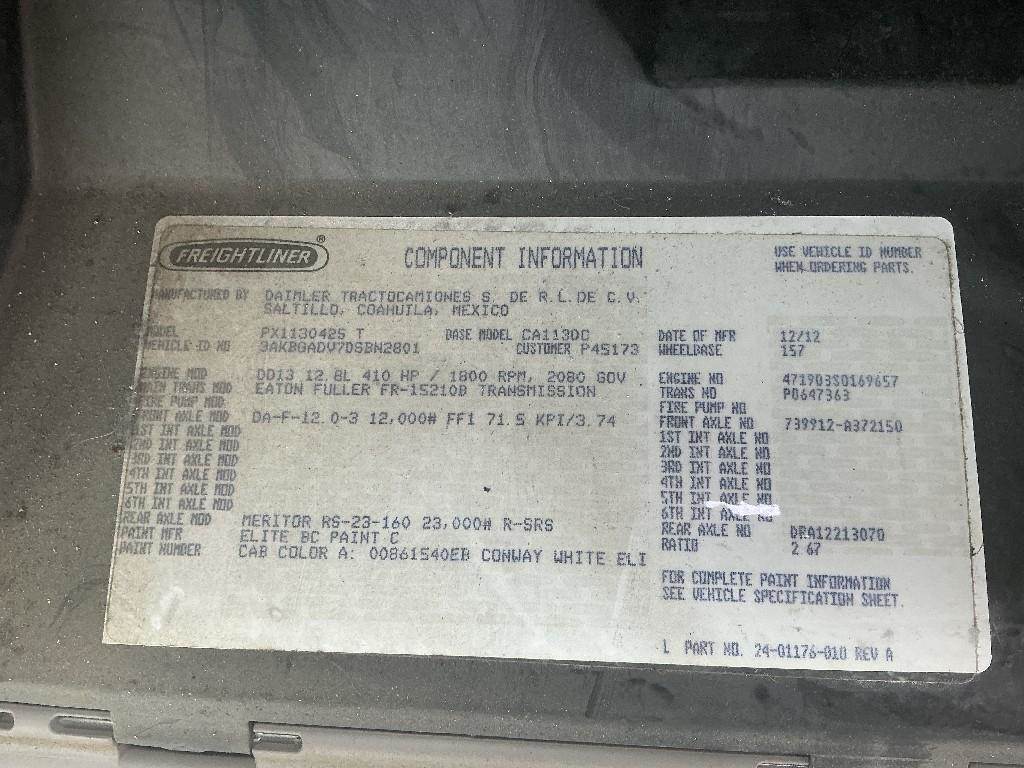 FREIGHTLINER®
COMPONENT INFORMATION
USE VEHICLE ID NUMBER
WHEN ORDERING PARTS.
MANUFACTURED BY DAIMLER TRACTOCAMIONES S. DE R.L.DE C.V.
SALTILLO, COAHUILA, MEXICO
MODEL PX113042S T BASE MODEL CA113DC DATE OF MFR 12/12
VEHICLE ID NO 3AKBGADV7DSBN2801 CUSTOMER P45173 WHEELBASE 157
ENGINE MOD DD13 12.8L 410 HP / 1800 RPM, 2080 GOV ENGINE NO 471903S0169657
MAIN TRANS MOD EATON FULLER FR-15210B TRANSMISSION TRANS NO P0647363
FIRE PUMP MOD FIRE PUMP NO
FRONT AXLE MOD DA-F-12.0-3 12,000# FF1 71.5 KPI/3.74 FRONT AXLE NO 739912-A372150
1ST INT AXLE MOD 1ST INT AXLE NO
2ND INT AXLE MOD 2ND INT AXLE NO
3RD INT AXLE MOD 3RD INT AXLE NO
4TH INT AXLE MOD 4TH INT AXLE NO
5TH INT AXLE MOD 5TH INT AXLE NO
6TH INT AXLE MOD 6TH INT AXLE NO
REAR AXLE MOD MERITOR RS-23-160 23,000# R-SRS REAR AXLE NO DRA12213070
PAINT MFR ELITE BC PAINT C RATIO 2.67
PAINT NUMBER CAB COLOR A: 00861540EB CONWAY WHITE ELI
FOR COMPLETE PAINT INFORMATION
SEE VEHICLE SPECIFICATION SHEET.
L PART NO. 24-01176-010 REV A